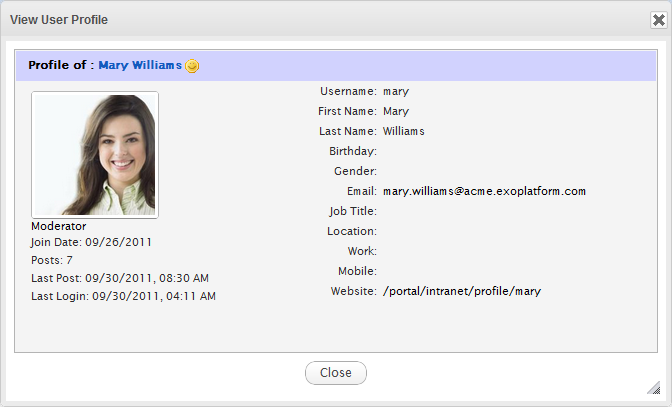 View User Profile
Profile of : Mary Williams
Moderator
Join Date: 09/26/2011
Posts: 7
Last Post: 09/30/2011, 08:30 AM
Last Login: 09/30/2011, 04:11 AM
Username: mary
First Name: Mary
Last Name: Williams
Birthday:
Gender:
Email: mary.williams@acme.exoplatform.com
Job Title:
Location:
Work:
Mobile:
Website: /portal/intranet/profile/mary
Close